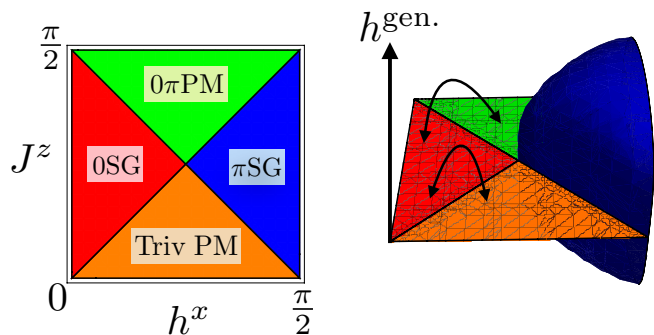 π/2
0πPM
J^z
0SG
πSG
Triv PM
0
h^x
π/2
h^gen.